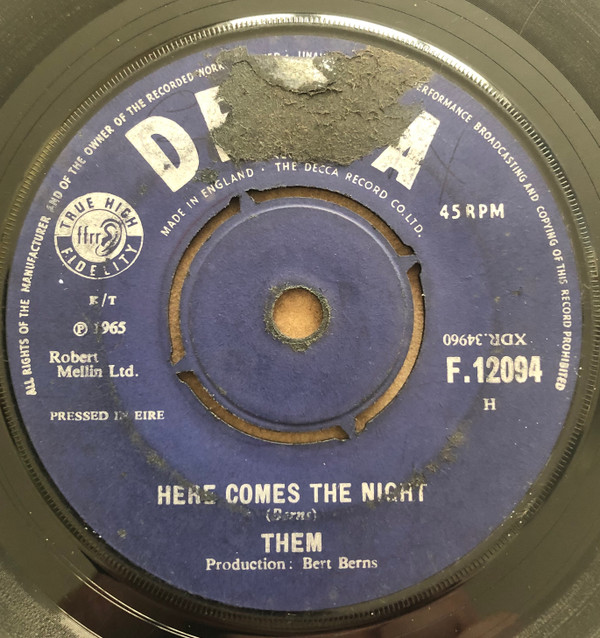 ALL RIGHTS OF THE MANUFACTURER AND OF THE OWNER OF THE RECORDED WORK
PERFORMANCE BROADCASTING AND COPYING OF THIS RECORD PROHIBITED
D A
MADE IN ENGLAND · THE DECCA RECORD CO. LTD.
45 RPM
TRUE HIGH
ffrr
FIDELITY
K/T
℗ 1965
Robert
Mellin Ltd.
XDR.34960
F.12094
H
PRESSED IN EIRE
HERE COMES THE NIGHT
(Berns)
THEM
Production: Bert Berns